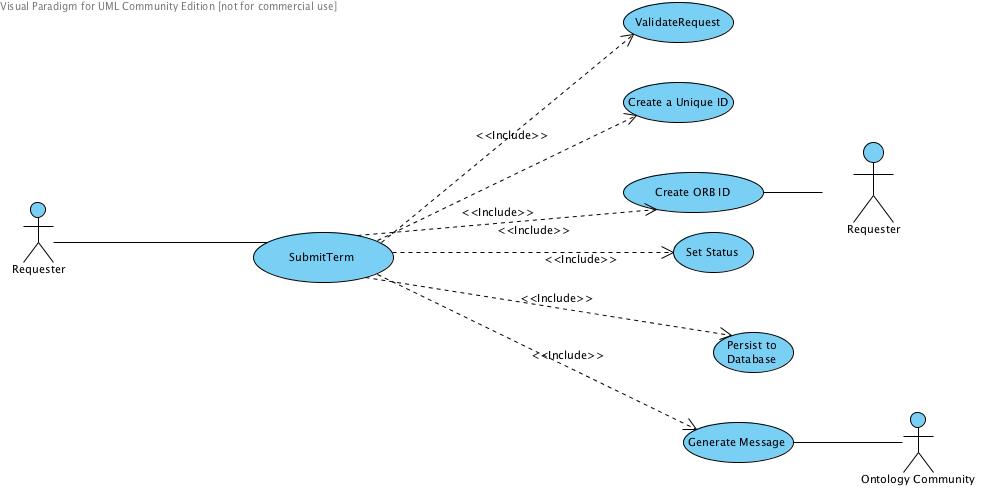 Visual Paradigm for UML Community Edition [not for commercial use]
ValidateRequest
Create a Unique ID
<<Include>>
Create ORB ID
<<Include>>
Requester
<<Include>>
Set Status
SubmitTerm
<<Include>>
Requester
<<Include>>
Persist to
Database
<<Include>>
Generate Message
Ontology Community